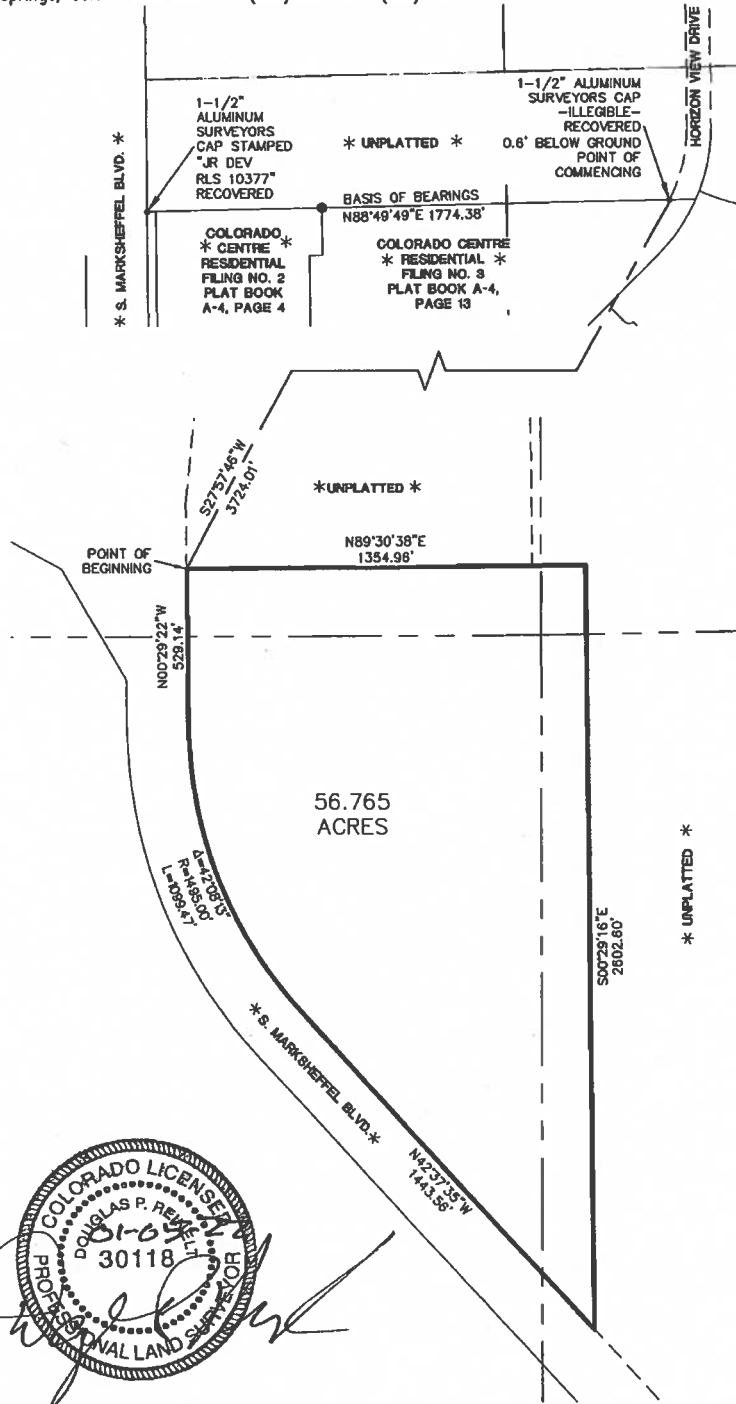 HORIZON VIEW DRIVE
1-1/2" ALUMINUM
SURVEYORS CAP
-ILLEGIBLE-
RECOVERED
0.6' BELOW GROUND
POINT OF
COMMENCING
1-1/2"
ALUMINUM
SURVEYORS
CAP STAMPED
"JR DEV
RLS 10377"
RECOVERED
* UNPLATTED *
* S. MARKSHEFFEL BLVD. *
BASIS OF BEARINGS
N88°49'49"E 1774.38'
COLORADO
* CENTRE *
RESIDENTIAL
FILING NO. 2
PLAT BOOK
A-4, PAGE 4
COLORADO CENTRE
* RESIDENTIAL *
FILING NO. 3
PLAT BOOK A-4,
PAGE 13
S27°57'46"W
3724.01'
*UNPLATTED *
POINT OF
BEGINNING
N89°30'38"E
1354.96'
N00°29'22"W
529.14'
56.765
ACRES
Δ=42°08'13"
R=1495.00'
L=1099.47'
* UNPLATTED *
S00°29'16"E
2602.60'
*S. MARKSHEFFEL BLVD.*
N42°37'35"W
1443.56'
COLORADO LICENSED
DOUGLAS P.
30118
PROFESSIONAL LAND SURVEYOR